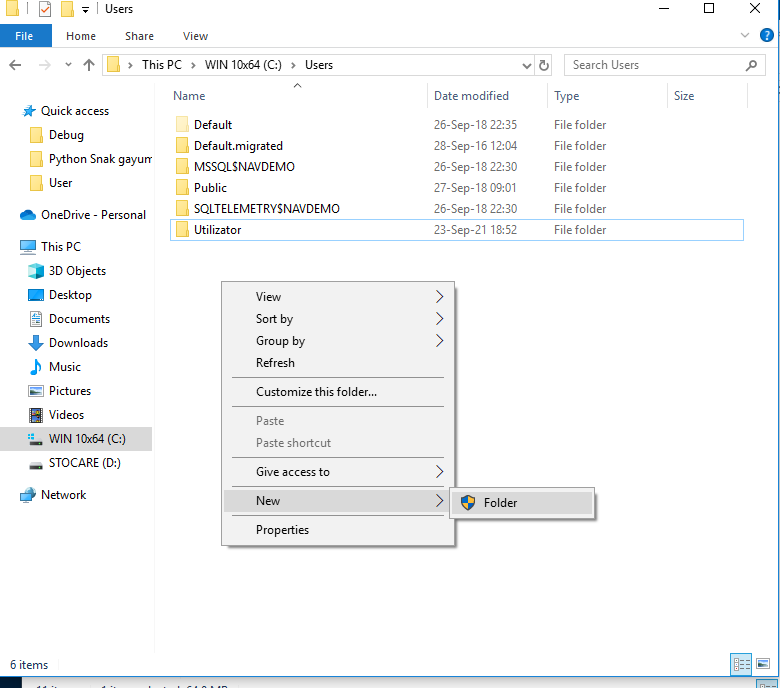 Users
File Home Share View
This PC WIN 10x64 (C:) Users Search Users
Name Date modified Type Size
Quick access
Debug
Python Snak gayum
User
OneDrive - Personal
This PC
3D Objects
Desktop
Documents
Downloads
Music
Pictures
Videos
WIN 10x64 (C:)
STOCARE (D:)
Network
Default 26-Sep-18 22:35 File folder
Default.migrated 28-Sep-16 12:04 File folder
MSSQL$NAVDEMO 26-Sep-18 22:30 File folder
Public 27-Sep-18 09:01 File folder
SQLTELEMETRY$NAVDEMO 26-Sep-18 22:30 File folder
Utilizator 23-Sep-21 18:52 File folder
View
Sort by
Group by
Refresh
Customize this folder...
Paste
Paste shortcut
Give access to
New
Folder
Properties
6 items